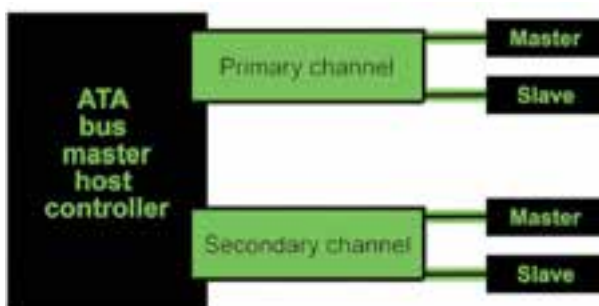 ATA
bus
master
host
controller
Primary channel
Master
Slave
Secondary channel
Master
Slave